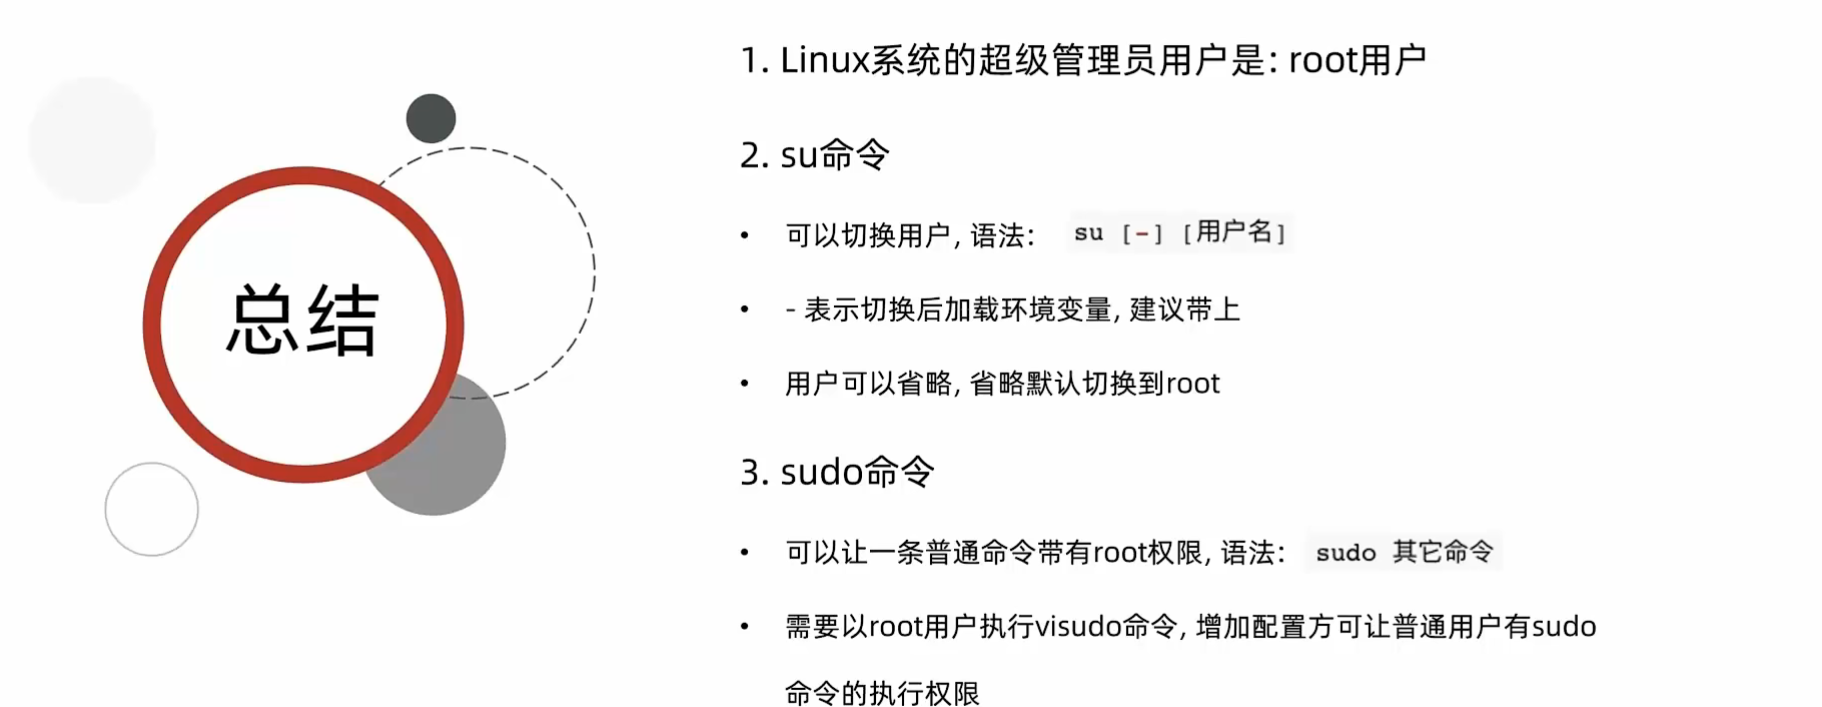 总结
1. Linux系统的超级管理员用户是: root用户
2. su命令
• 可以切换用户, 语法: su [-] [用户名]
• - 表示切换后加载环境变量, 建议带上
• 用户可以省略, 省略默认切换到root
3. sudo命令
• 可以让一条普通命令带有root权限, 语法: sudo 其它命令
• 需要以root用户执行visudo命令, 增加配置方可让普通用户有sudo
命令的执行权限